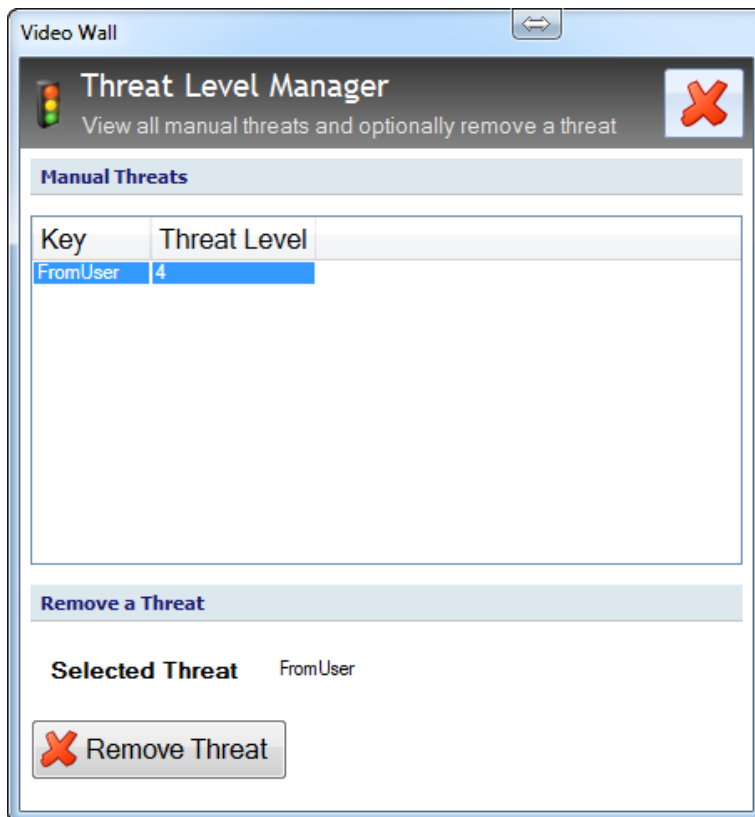 Video Wall
Threat Level Manager
View all manual threats and optionally remove a threat
Manual Threats
Key Threat Level
FromUser 4
Remove a Threat
Selected Threat FromUser
Remove Threat